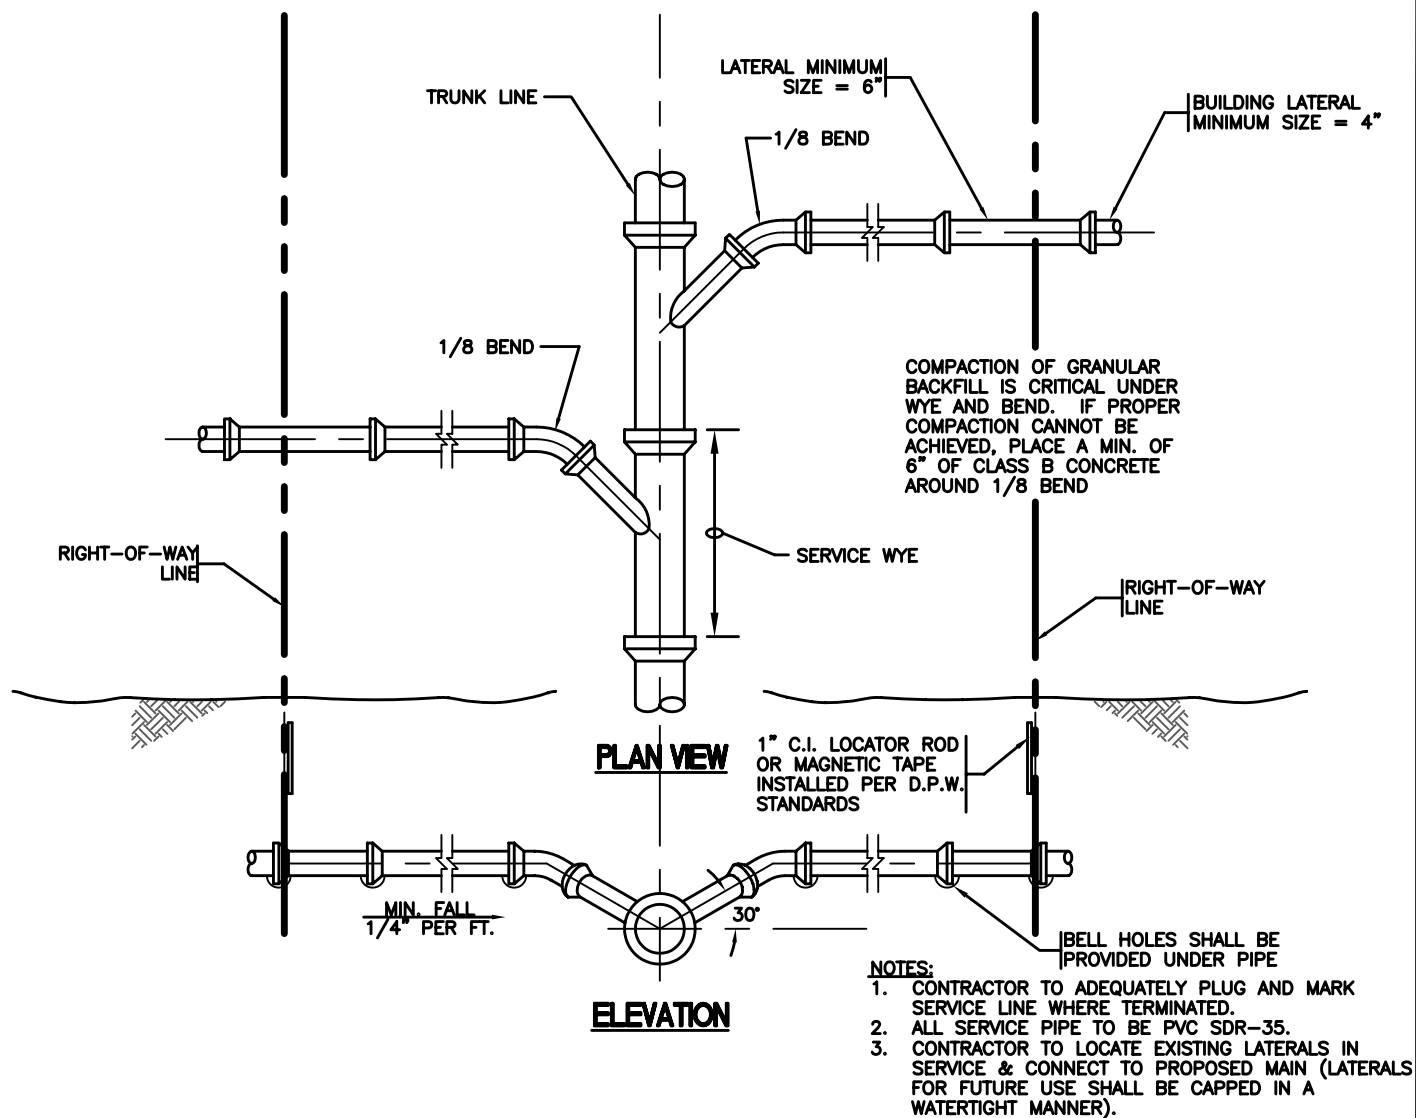 TRUNK LINE
LATERAL MINIMUM
SIZE = 6"
BUILDING LATERAL
MINIMUM SIZE = 4"
1/8 BEND
1/8 BEND
COMPACTION OF GRANULAR
BACKFILL IS CRITICAL UNDER
WYE AND BEND. IF PROPER
COMPACTION CANNOT BE
ACHIEVED, PLACE A MIN. OF
6" OF CLASS B CONCRETE
AROUND 1/8 BEND
RIGHT-OF-WAY
LINE
SERVICE WYE
RIGHT-OF-WAY
LINE
PLAN VIEW
1" C.I. LOCATOR ROD
OR MAGNETIC TAPE
INSTALLED PER D.P.W.
STANDARDS
MIN. FALL
1/4" PER FT.
30°
BELL HOLES SHALL BE
PROVIDED UNDER PIPE
ELEVATION
NOTES:
1. CONTRACTOR TO ADEQUATELY PLUG AND MARK
SERVICE LINE WHERE TERMINATED.
2. ALL SERVICE PIPE TO BE PVC SDR-35.
3. CONTRACTOR TO LOCATE EXISTING LATERALS IN
SERVICE & CONNECT TO PROPOSED MAIN (LATERALS
FOR FUTURE USE SHALL BE CAPPED IN A
WATERTIGHT MANNER).